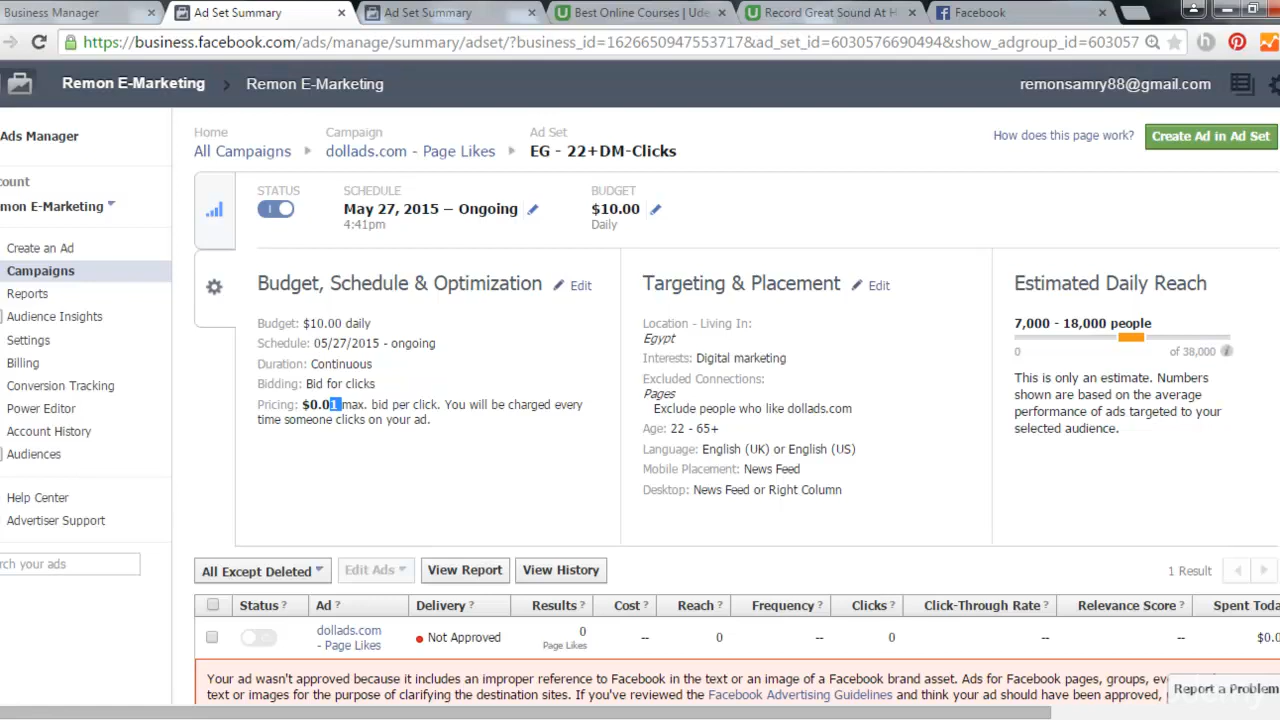 Business Manager
Ad Set Summary
Ad Set Summary
Best Online Courses | Ude
Record Great Sound At H
Facebook
https://business.facebook.com/ads/manage/summary/adset/?business_id=1626650947553717&ad_set_id=6030576690494&show_adgroup_id=603057
Remon E-Marketing
Remon E-Marketing
remonsamry88@gmail.com
Ads Manager
count
mon E-Marketing
Create an Ad
Campaigns
Reports
Audience Insights
Settings
Billing
Conversion Tracking
Power Editor
Account History
Audiences
Help Center
Advertiser Support
rch your ads
Home
All Campaigns
Campaign
dollads.com - Page Likes
Ad Set
EG - 22+DM-Clicks
How does this page work?
Create Ad in Ad Set
STATUS
SCHEDULE
May 27, 2015 – Ongoing
4:41pm
BUDGET
$10.00
Daily
Budget, Schedule & Optimization
Edit
Budget: $10.00 daily
Schedule: 05/27/2015 - ongoing
Duration: Continuous
Bidding: Bid for clicks
Pricing: $0.01 max. bid per click. You will be charged every
time someone clicks on your ad.
Targeting & Placement
Edit
Location - Living In:
Egypt
Interests: Digital marketing
Excluded Connections:
Pages
Exclude people who like dollads.com
Age: 22 - 65+
Language: English (UK) or English (US)
Mobile Placement: News Feed
Desktop: News Feed or Right Column
Estimated Daily Reach
7,000 - 18,000 people
0
of 38,000
This is only an estimate. Numbers
shown are based on the average
performance of ads targeted to your
selected audience.
All Except Deleted
Edit Ads
View Report
View History
1 Result
Status ? Ad ? Delivery ? Results ? Cost ? Reach ? Frequency ? Clicks ? Click-Through Rate ? Relevance Score ? Spent Toda
dollads.com
- Page Likes
Not Approved
0
Page Likes
-- 0 -- 0 -- -- $0.0
Your ad wasn't approved because it includes an improper reference to Facebook in the text or an image of a Facebook brand asset. Ads for Facebook pages, groups, eve
text or images for the purpose of clarifying the destination sites. If you've reviewed the Facebook Advertising Guidelines and think your ad should have been approved,
Report a Problem